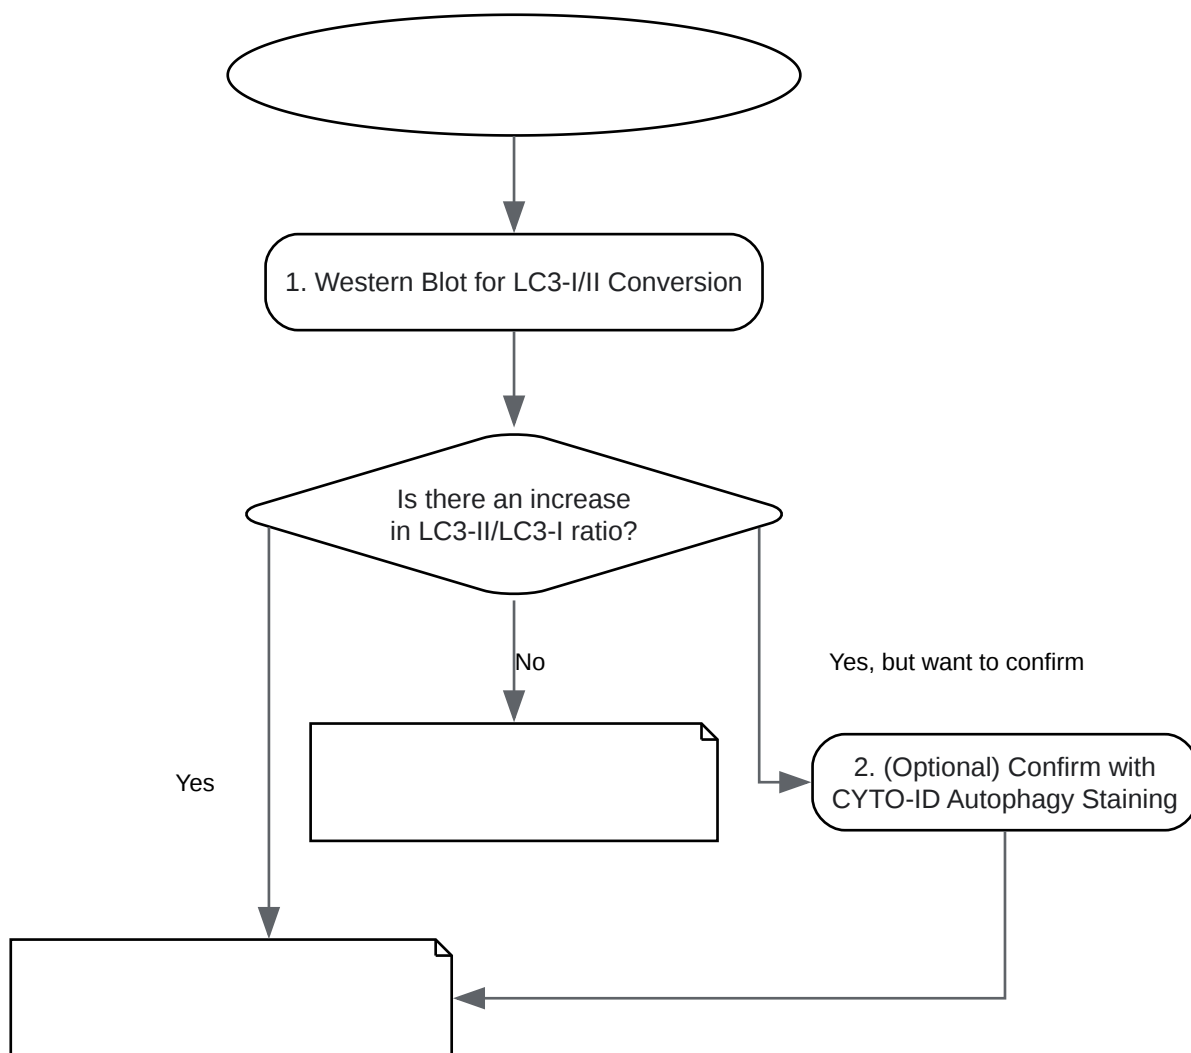 1. Western Blot for LC3-I/II Conversion
Is there an increase
in LC3-II/LC3-I ratio?
No
Yes, but want to confirm
2. (Optional) Confirm with
CYTO-ID Autophagy Staining
Yes